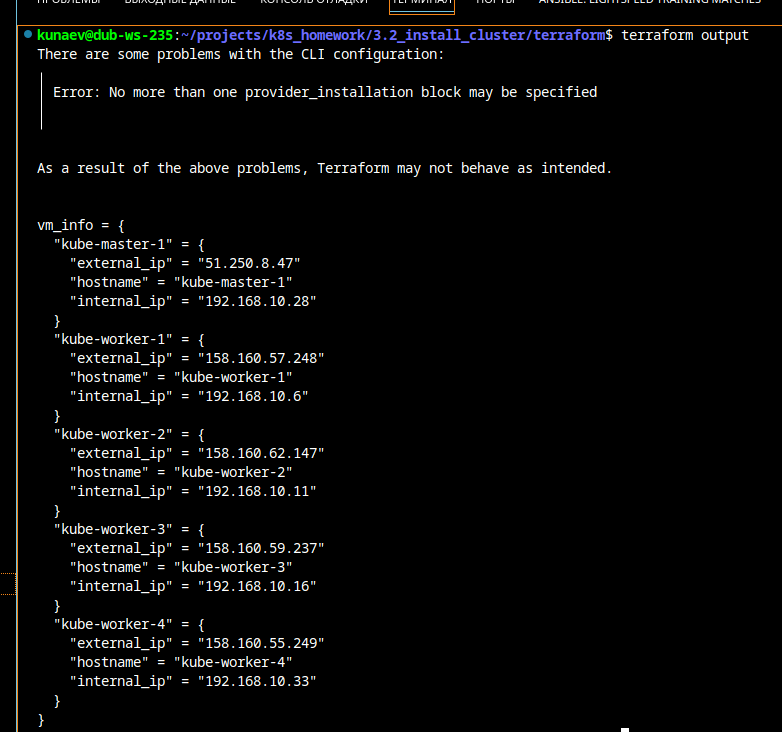 ПРОБЛЕМЫ ВЫХОДНЫЕ ДАННЫЕ КОНСОЛЬ ОТЛАДКИ ТЕРМИНАЛ ПОРТЫ ANSIBLE: LIGHTSPEED TRAINING MATCHES
kunaev@dub-ws-235:~/projects/k8s_homework/3.2_install_cluster/terraform$ terraform output
There are some problems with the CLI configuration:
Error: No more than one provider_installation block may be specified
As a result of the above problems, Terraform may not behave as intended.
vm_info = {
"kube-master-1" = {
"external_ip" = "51.250.8.47"
"hostname" = "kube-master-1"
"internal_ip" = "192.168.10.28"
}
"kube-worker-1" = {
"external_ip" = "158.160.57.248"
"hostname" = "kube-worker-1"
"internal_ip" = "192.168.10.6"
}
"kube-worker-2" = {
"external_ip" = "158.160.62.147"
"hostname" = "kube-worker-2"
"internal_ip" = "192.168.10.11"
}
"kube-worker-3" = {
"external_ip" = "158.160.59.237"
"hostname" = "kube-worker-3"
"internal_ip" = "192.168.10.16"
}
"kube-worker-4" = {
"external_ip" = "158.160.55.249"
"hostname" = "kube-worker-4"
"internal_ip" = "192.168.10.33"
}
}